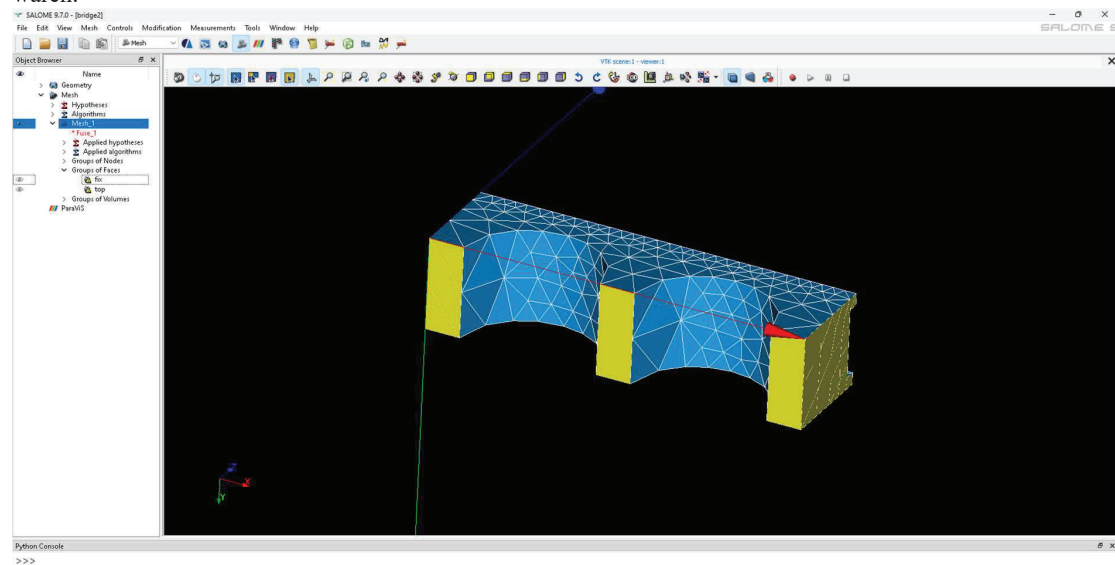 waren.
SALOME 9.7.0 - [bridge2]
File Edit View Mesh Controls Modification Measurements Tools Window Help
Mesh
SALOME 9
Object Browser
VTK scene:1 - viewer:1
Name
Geometry
Mesh
Hypotheses
Algorithms
Mesh_1
*Fuse_1
Applied hypotheses
Applied algorithms
Groups of Nodes
Groups of Faces
fix
top
Groups of Volumes
ParaViS
Z
X
Y
Python Console
>>>